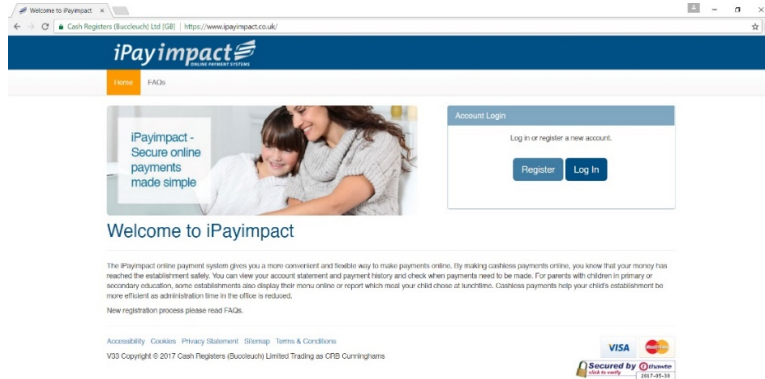 Welcome to iPayimpact
Cash Registers (Buccleuch) Ltd [GB] | https://www.ipayimpact.co.uk/
iPayimpact
ONLINE PAYMENT SYSTEMS
Home FAQs
iPayimpact -
Secure online
payments
made simple
Account Login
Log in or register a new account.
Register Log In
Welcome to iPayimpact
The iPayimpact online payment system gives you a more convenient and flexible way to make payments online. By making cashless payments online, you know that your money has
reached the establishment safely. You can view your account statement and payment history and check when payments need to be made. For parents with children in primary or
secondary education, some establishments also display their menu online or report which meal your child chose at lunchtime. Cashless payments help your child's establishment be
more efficient as administration time in the office is reduced.
New registration process please read FAQs.
Accessibility Cookies Privacy Statement Sitemap Terms & Conditions
V33 Copyright © 2017 Cash Registers (Buccleuch) Limited Trading as CRB Cunninghams
VISA MasterCard
Secured by thawte
click to verify 2017-05-30